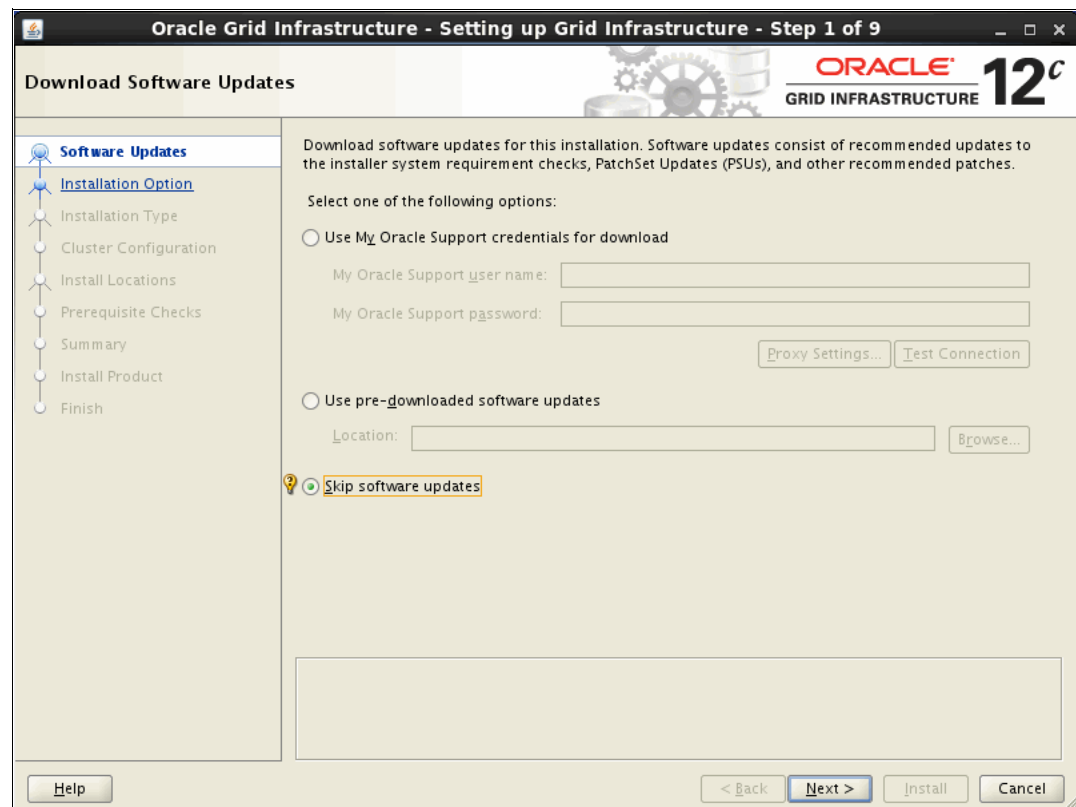 Oracle Grid Infrastructure - Setting up Grid Infrastructure - Step 1 of 9
Download Software Updates
ORACLE
GRID INFRASTRUCTURE
12c
Software Updates
Installation Option
Installation Type
Cluster Configuration
Install Locations
Prerequisite Checks
Summary
Install Product
Finish
Download software updates for this installation. Software updates consist of recommended updates to
the installer system requirement checks, PatchSet Updates (PSUs), and other recommended patches.
Select one of the following options:
Use My Oracle Support credentials for download
My Oracle Support user name:
My Oracle Support password:
Proxy Settings... Test Connection
Use pre-downloaded software updates
Location: Browse...
Skip software updates
Help < Back Next > Install Cancel